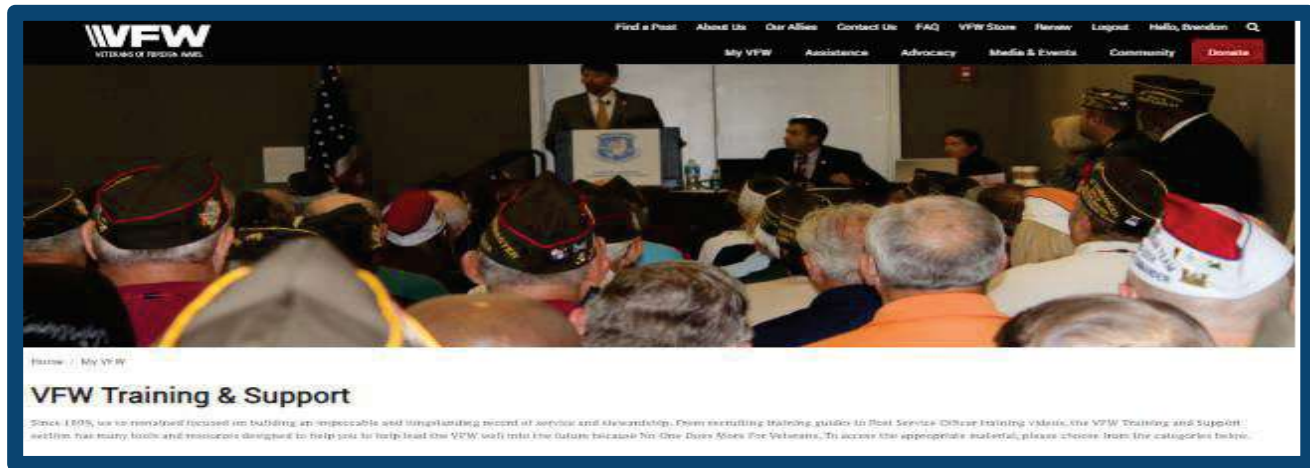 VFW
VETERANS OF FOREIGN WARS.
Find a Post About Us Our Allies Contact Us FAQ VFW Store Renew Logout Hello, Brendon
My VFW Assistance Advocacy Media & Events Community Donate
Home / My VFW
VFW Training & Support
Since 1899, we've remained focused on building an impeccable and longstanding record of service and stewardship. From recruiting training guides to Post Service Officer training videos, the VFW Training and Support
section has many tools and resources designed to help you to help lead the VFW well into the future because No One Does More For Veterans. To access the appropriate material, please choose from the categories below.